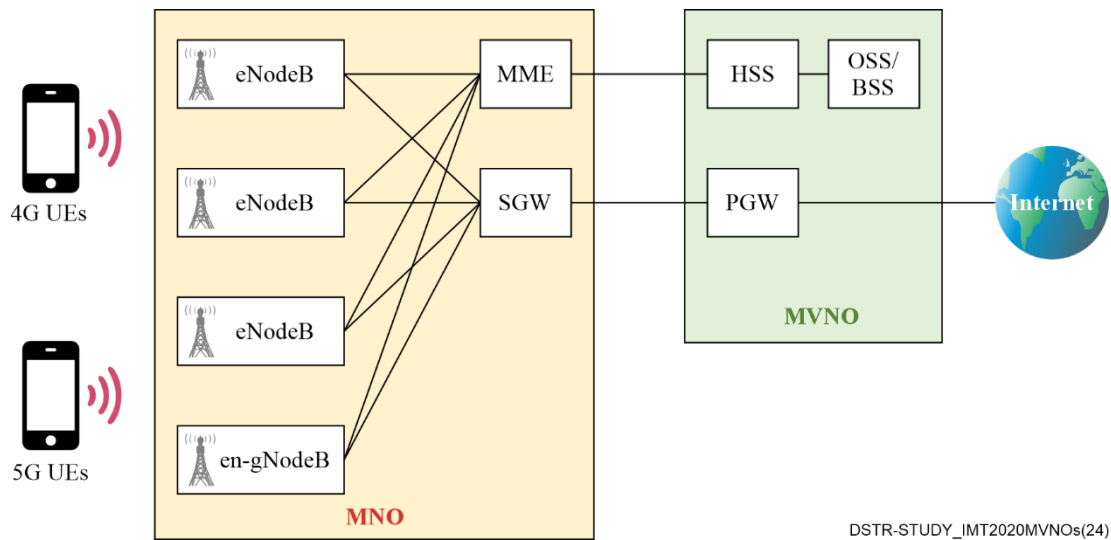 eNodeB
MME
HSS
OSS/
BSS
4G UEs
eNodeB
SGW
PGW
Internet
eNodeB
MVNO
5G UEs
en-gNodeB
MNO
DSTR-STUDY_IMT2020MVNOs(24)